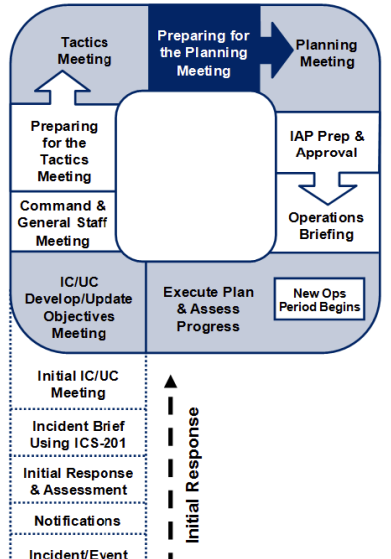 Tactics
Meeting
Preparing for
the Planning
Meeting
Planning
Meeting
Preparing
for the
Tactics
Meeting
IAP Prep &
Approval
Command &
General Staff
Meeting
Operations
Briefing
IC/UC
Develop/Update
Objectives
Meeting
Execute Plan
& Assess
Progress
New Ops
Period Begins
Initial IC/UC
Meeting
Incident Brief
Using ICS-201
Initial Response
& Assessment
Notifications
Incident/Event
Initial Response